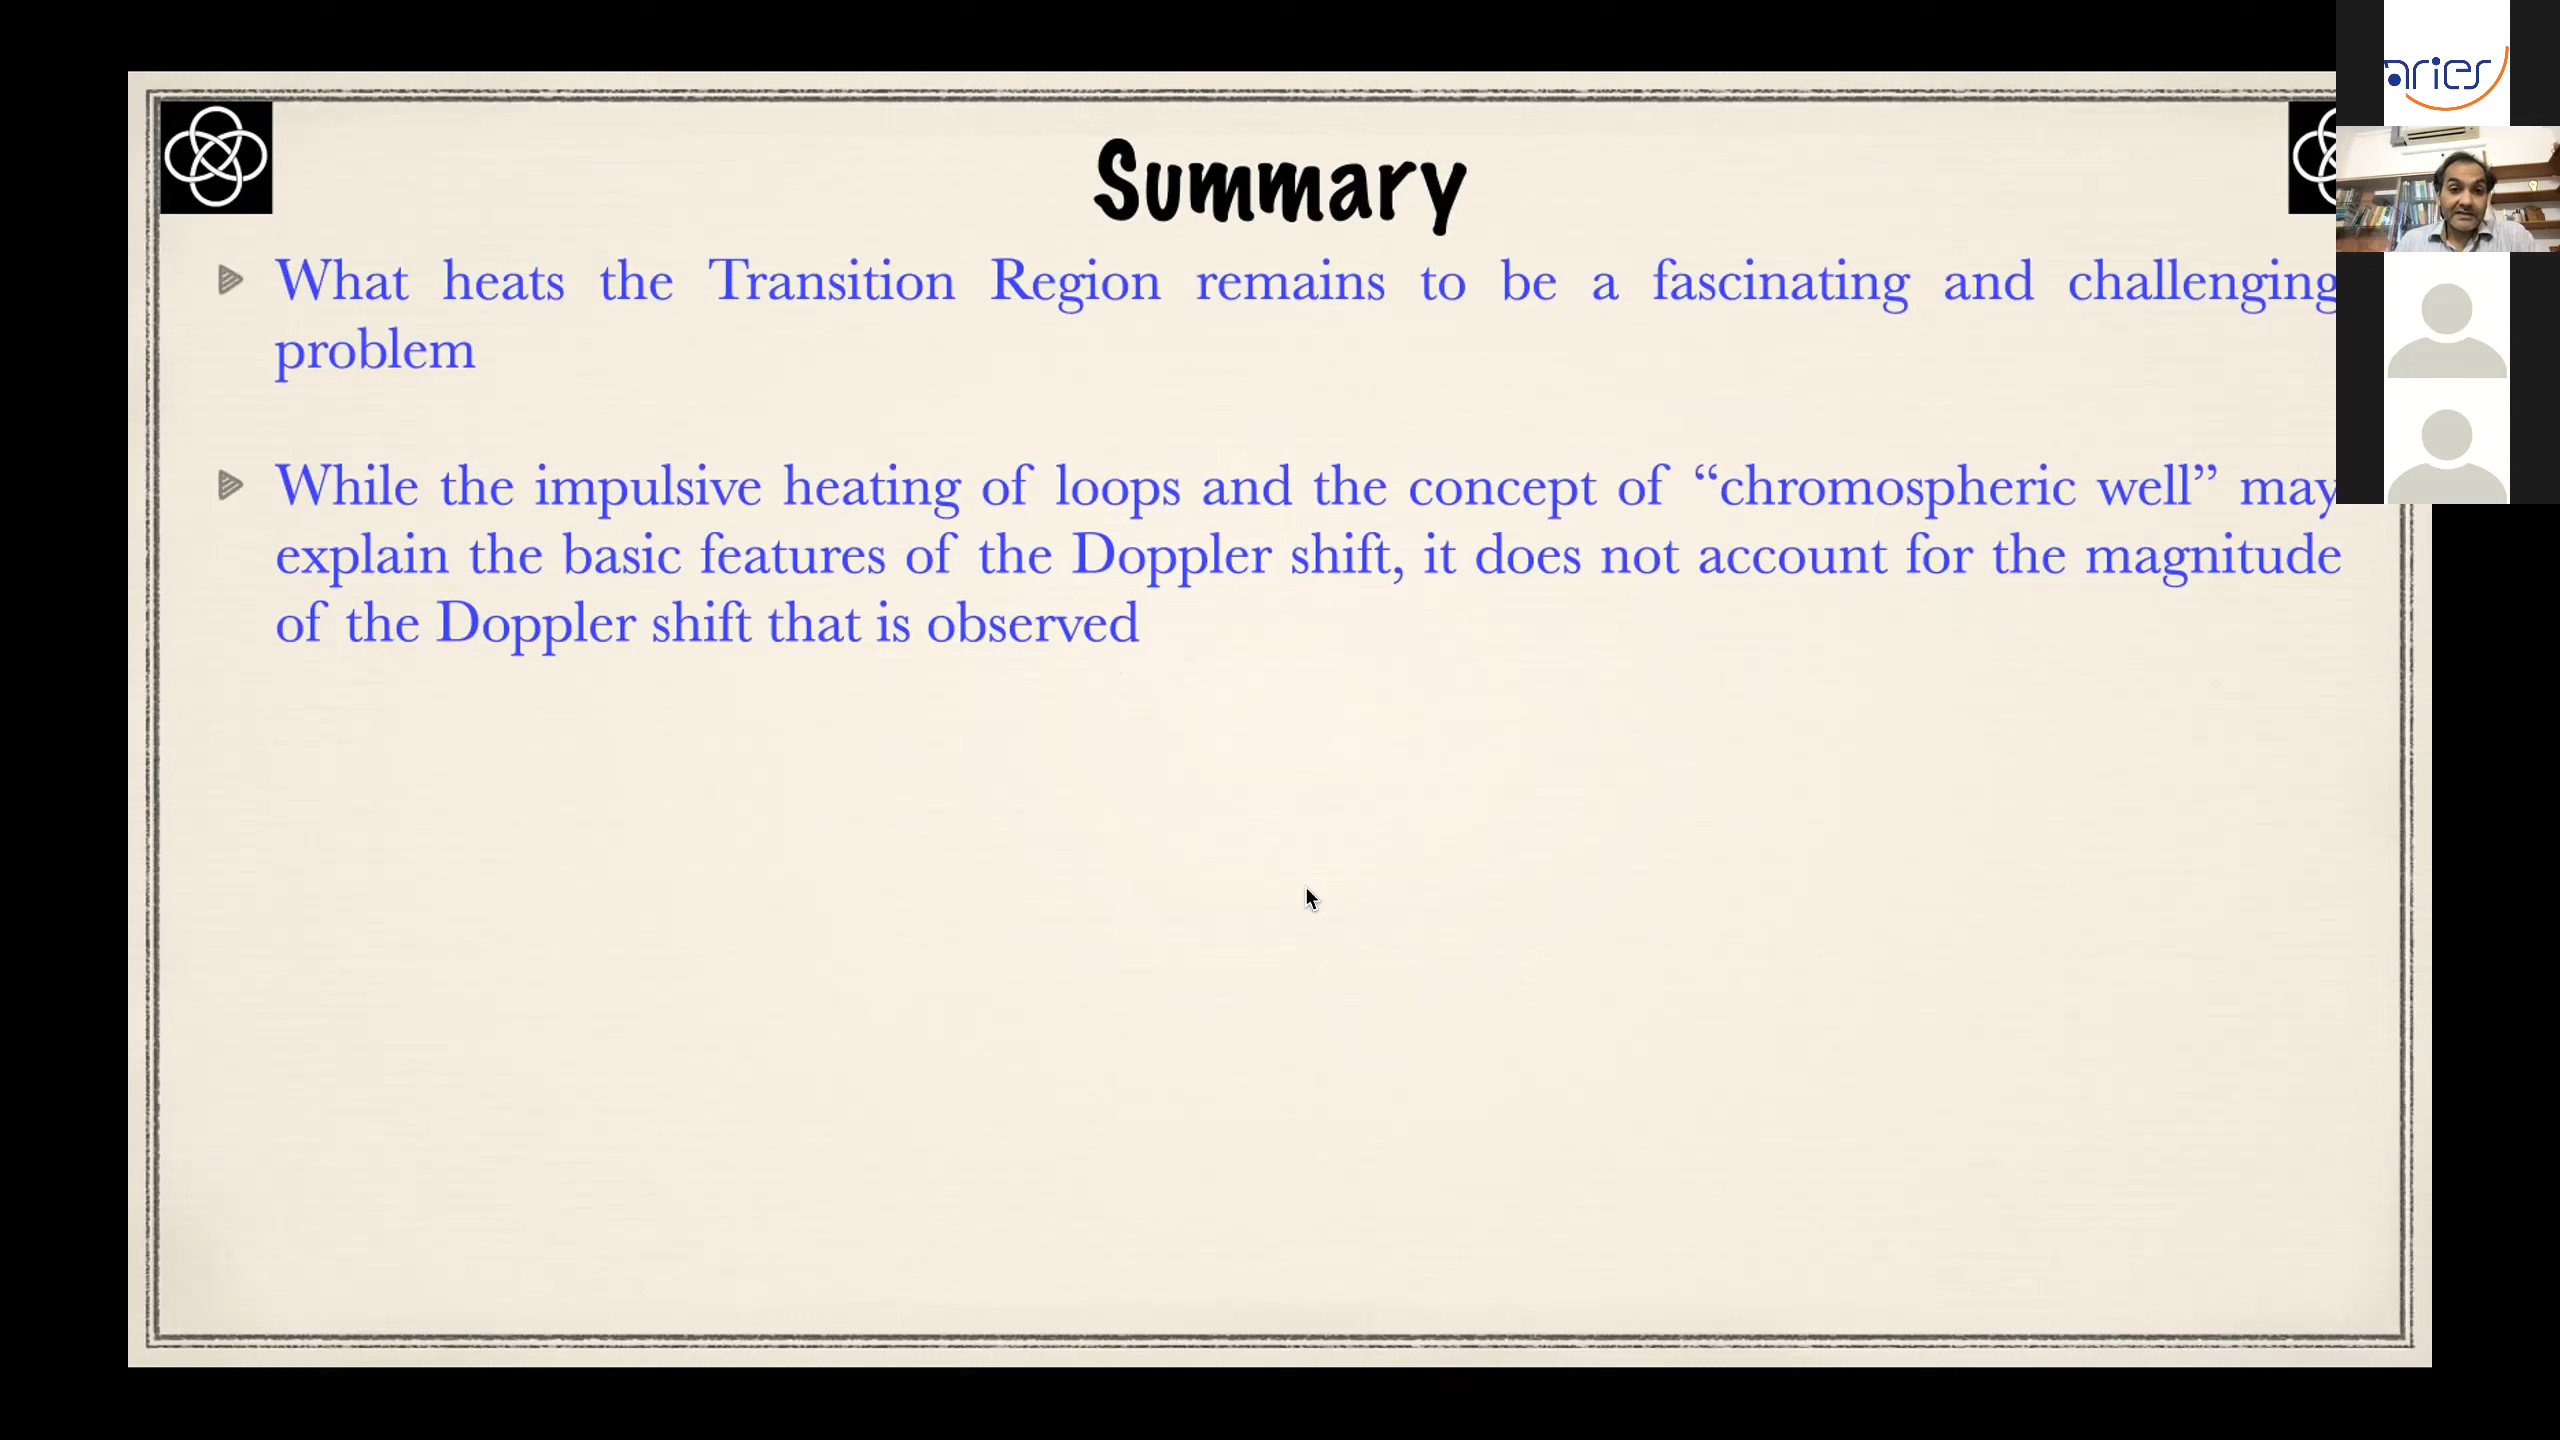 Summary
What heats the Transition Region remains to be a fascinating and challenging
problem
While the impulsive heating of loops and the concept of “chromospheric well” may
explain the basic features of the Doppler shift, it does not account for the magnitude
of the Doppler shift that is observed
aries